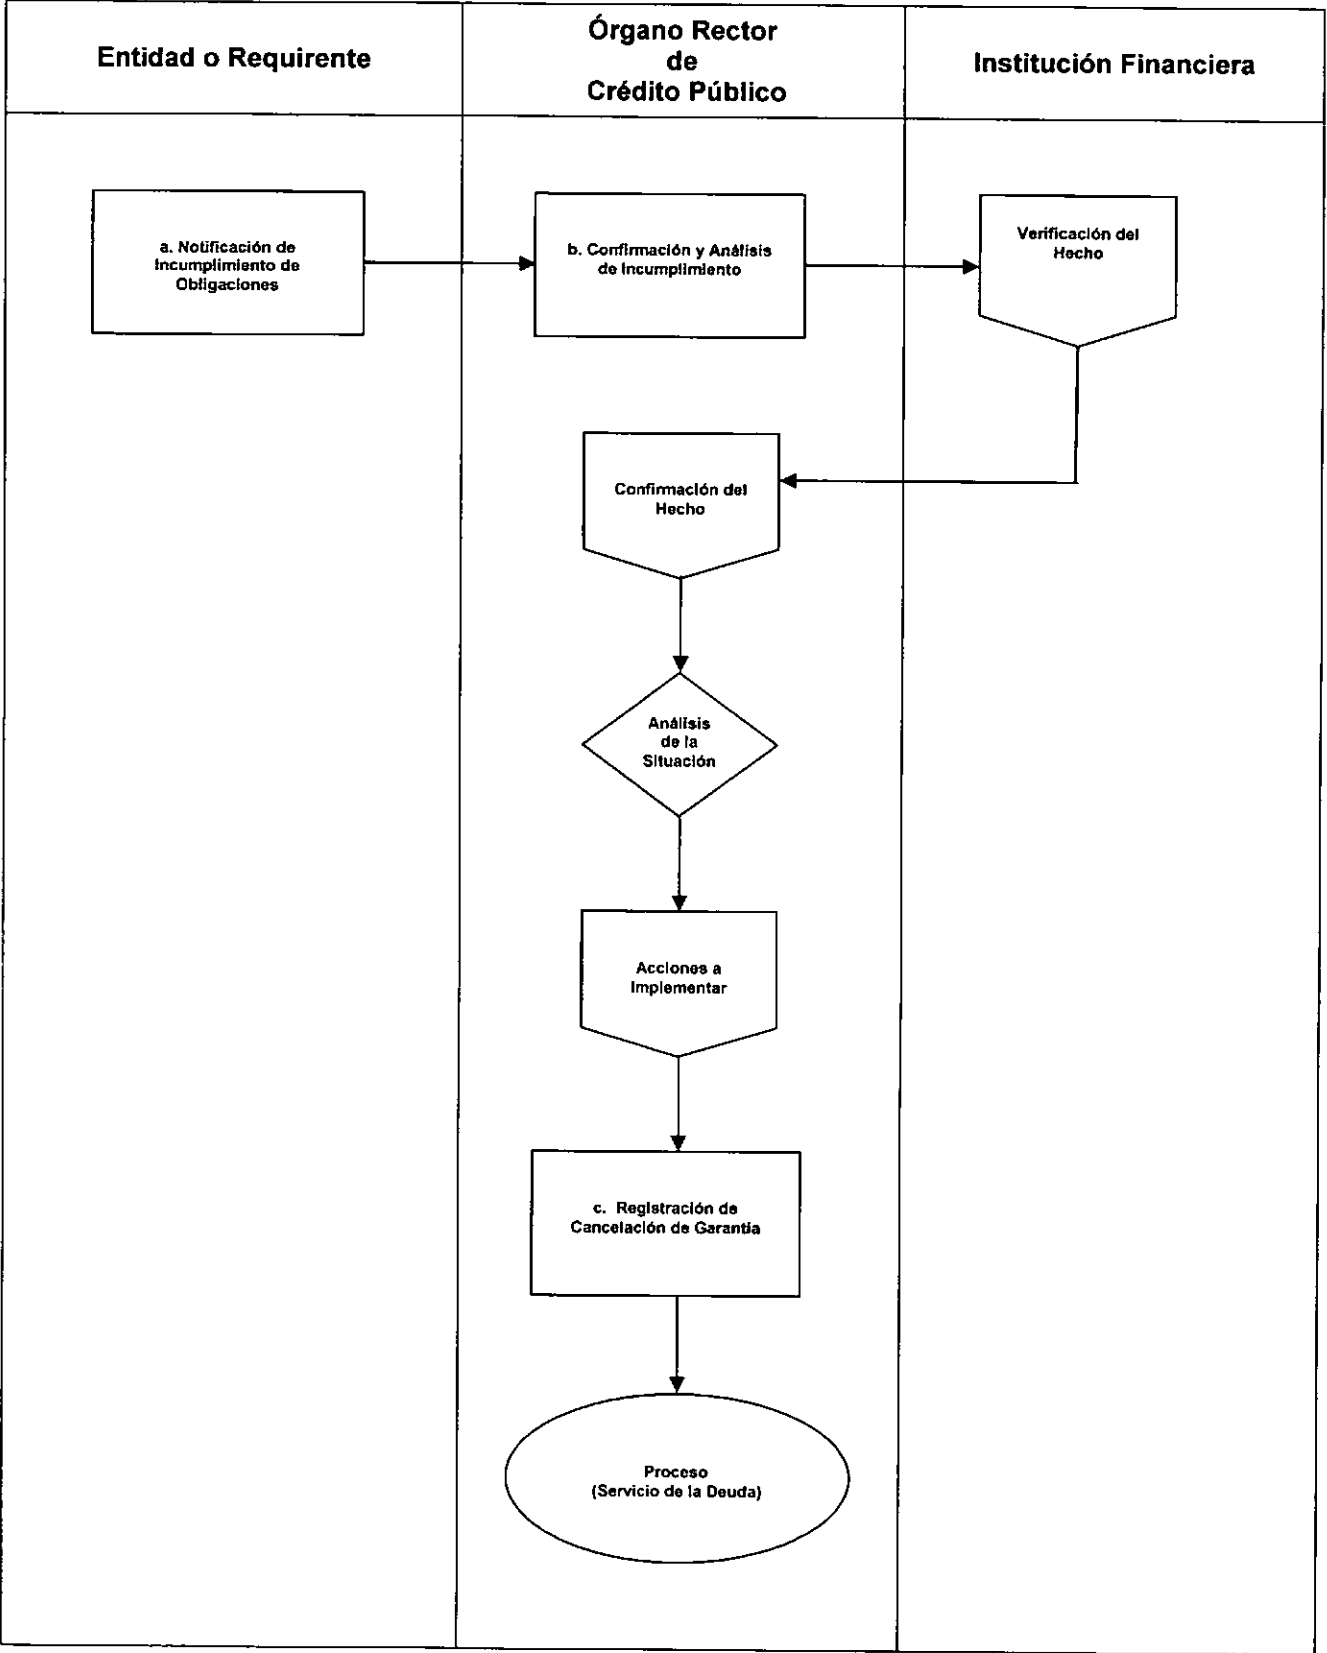 Entidad o Requirente
Órgano Rector
de
Crédito Público
Institución Financiera
a. Notificación de
Incumplimiento de
Obligaciones
b. Confirmación y Análisis
de Incumplimiento
Verificación del
Hecho
Confirmación del
Hecho
Análisis
de la
Situación
Acciones a
Implementar
c. Registración de
Cancelación de Garantía
Proceso
(Servicio de la Deuda)